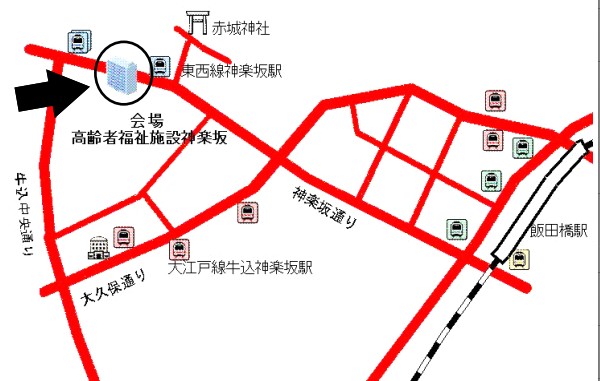 赤城神社
東西線神楽坂駅
会場
高齢者福祉施設神楽坂
牛込中央通り
神楽坂通り
飯田橋駅
大江戸線牛込神楽坂駅
大久保通り